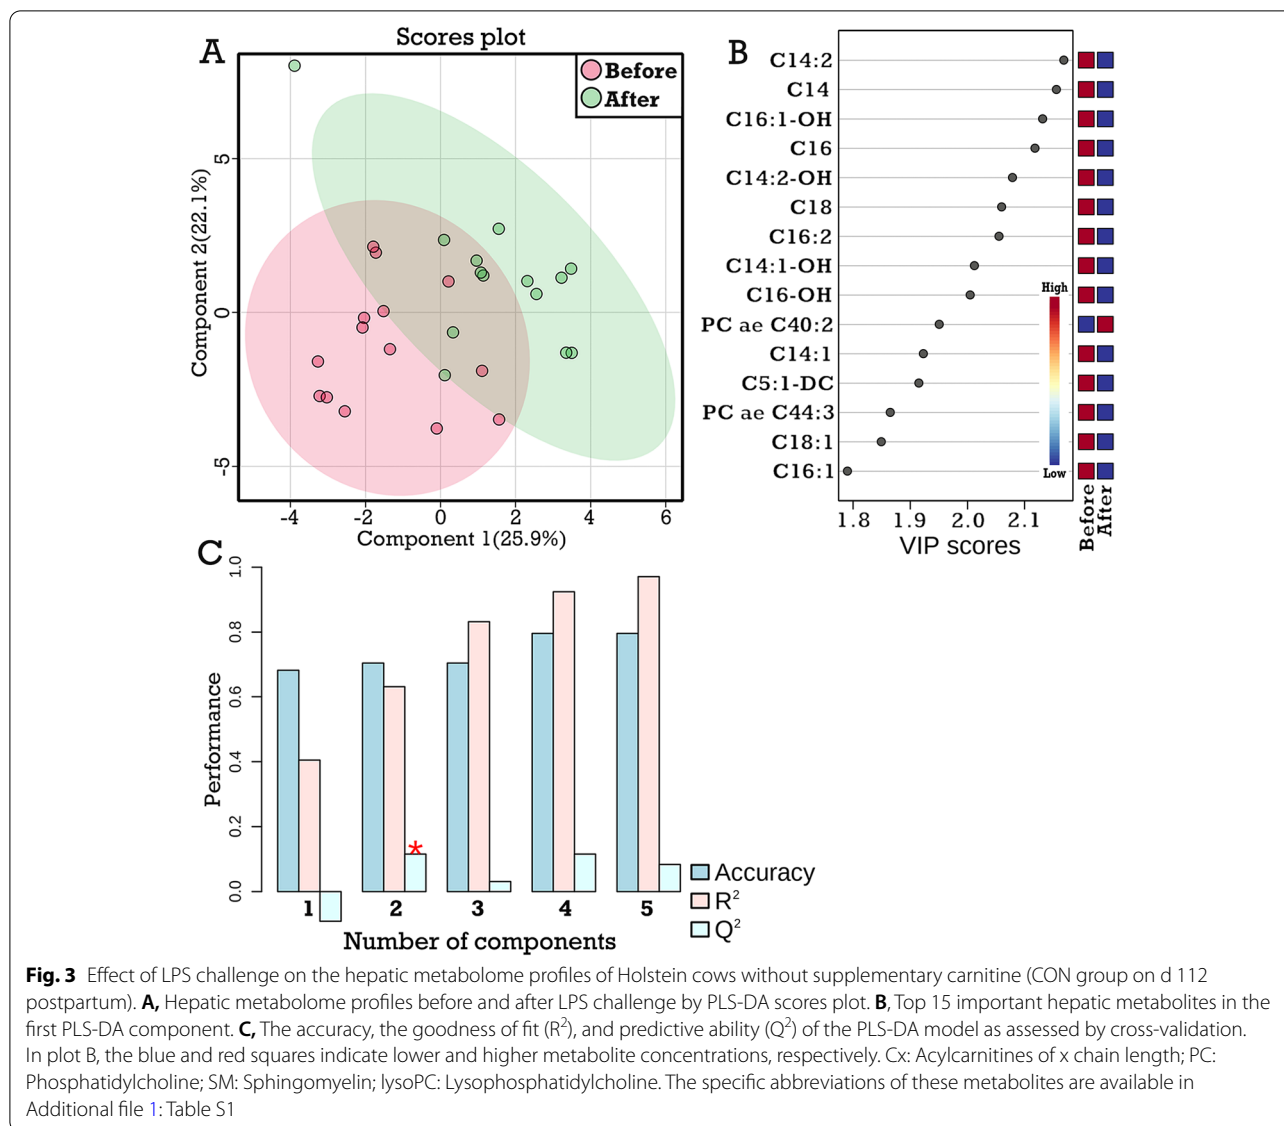 A
Scores plot
Before
After
Component 2(22.1%)
5
0
-5
-4 -2 0 2 4 6
Component 1(25.9%)
B
C14:2
C14
C16:1-OH
C16
C14:2-OH
C18
C16:2
C14:1-OH
C16-OH
PC ae C40:2
C14:1
C5:1-DC
PC ae C44:3
C18:1
C16:1
High
Low
Before
After
1.8 1.9 2.0 2.1
VIP scores
C
Performance
1.0
0.8
0.6
0.4
0.2
0.0
*
1 2 3 4 5
Number of components
Accuracy
R²
Q²
Fig. 3 Effect of LPS challenge on the hepatic metabolome profiles of Holstein cows without supplementary carnitine (CON group on d 112
postpartum). A, Hepatic metabolome profiles before and after LPS challenge by PLS-DA scores plot. B, Top 15 important hepatic metabolites in the
first PLS-DA component. C, The accuracy, the goodness of fit (R²), and predictive ability (Q²) of the PLS-DA model as assessed by cross-validation.
In plot B, the blue and red squares indicate lower and higher metabolite concentrations, respectively. Cx: Acylcarnitines of x chain length; PC:
Phosphatidylcholine; SM: Sphingomyelin; lysoPC: Lysophosphatidylcholine. The specific abbreviations of these metabolites are available in
Additional file 1: Table S1